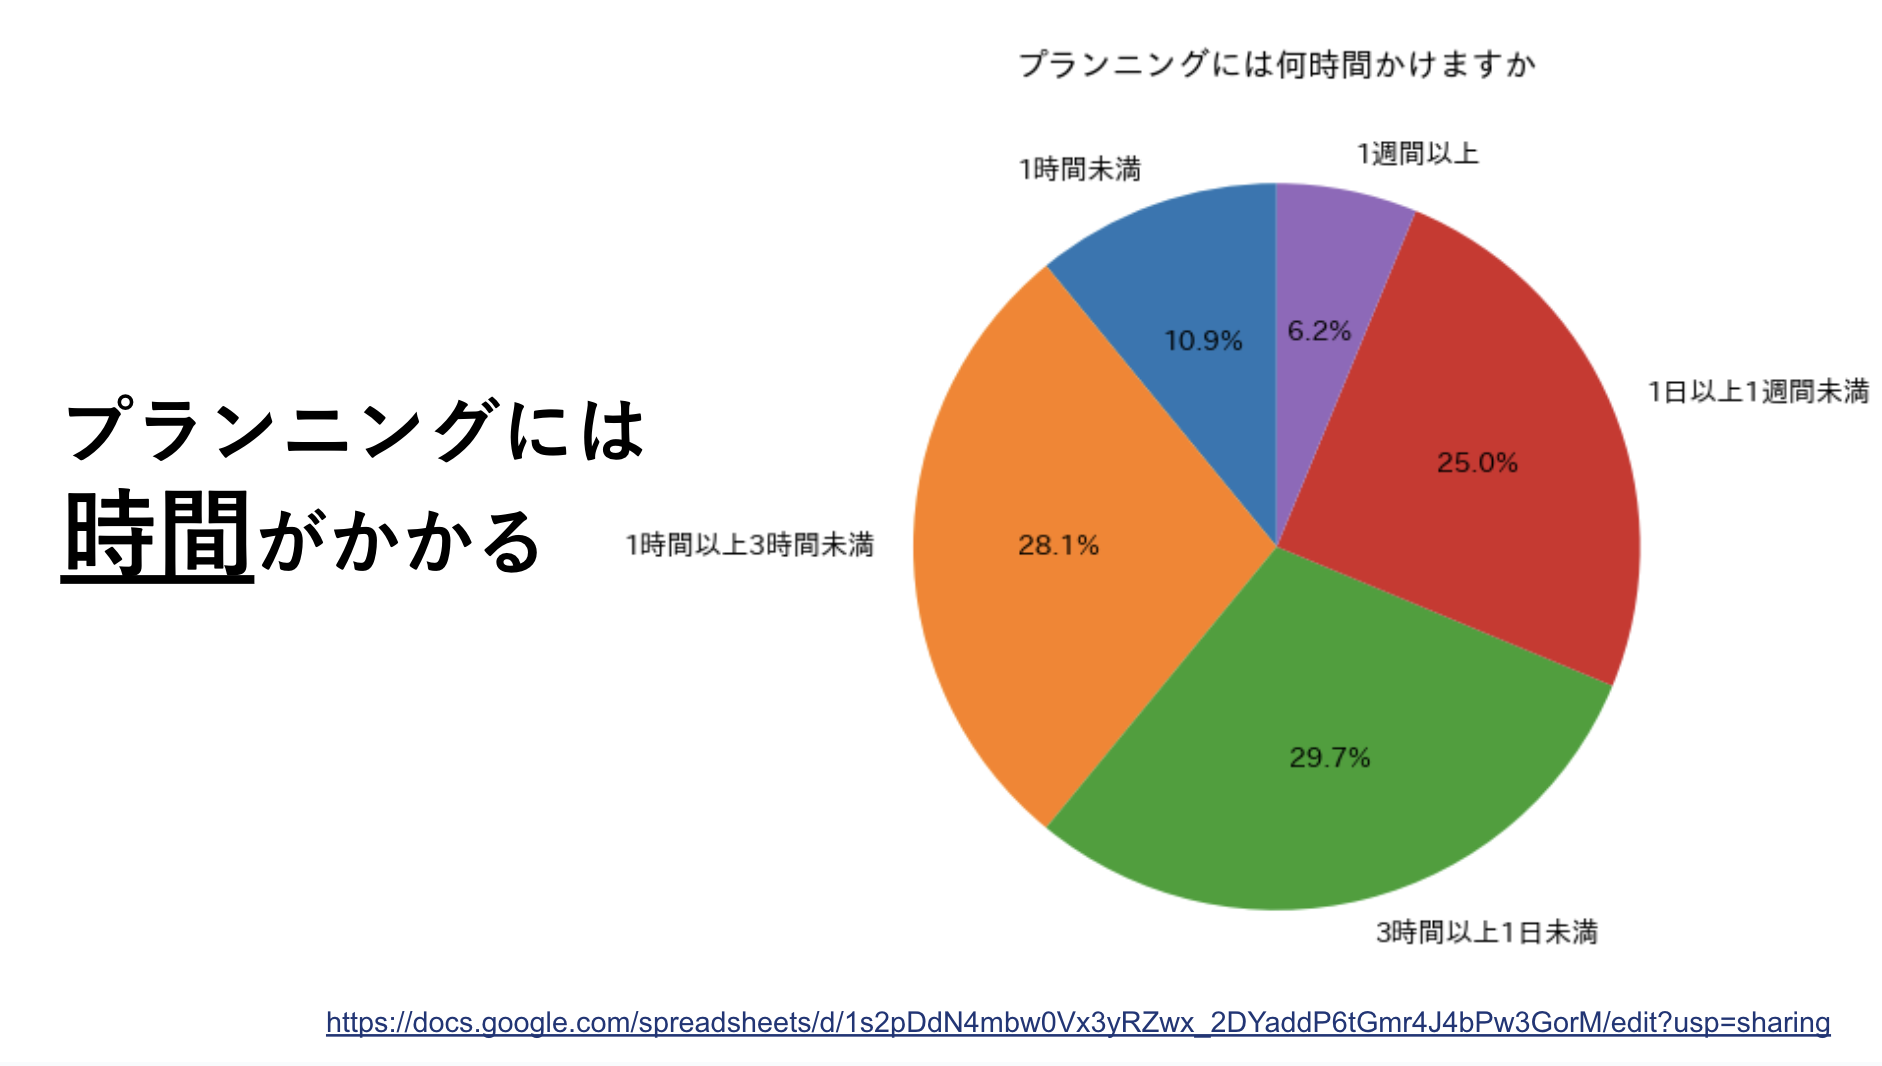 プランニングには
時間がかかる
プランニングには何時間かけますか
1時間未満
1週間以上
10.9%
6.2%
1日以上1週間未満
25.0%
1時間以上3時間未満
28.1%
29.7%
3時間以上1日未満
https://docs.google.com/spreadsheets/d/1s2pDdN4mbw0Vx3yRZwx_2DYaddP6tGmr4J4bPw3GorM/edit?usp=sharing